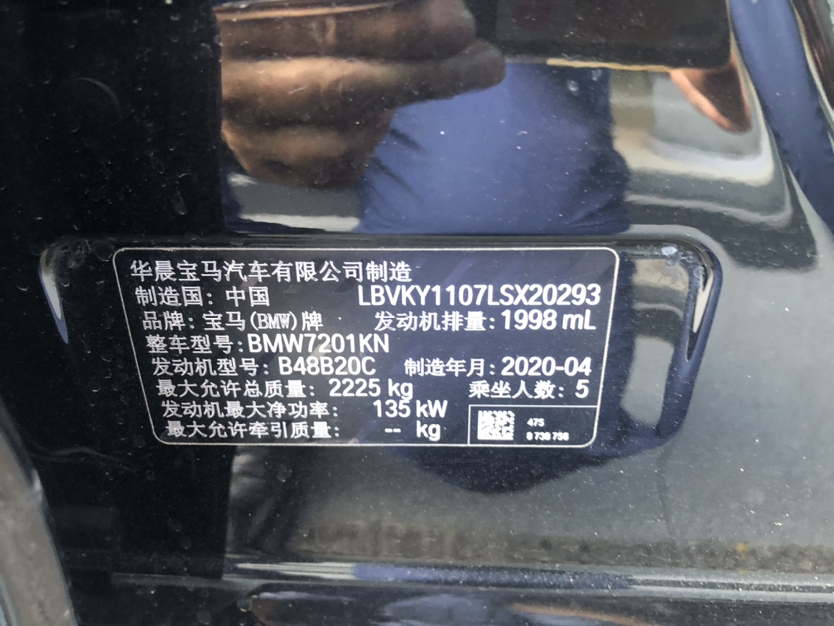 华晨宝马汽车有限公司制造
制造国：中国 LBVKY1107LSX20293
品牌：宝马(BMW)牌 发动机排量：1998 mL
整车型号：BMW7201KN
发动机型号：B48B20C 制造年月：2020-04
最大允许总质量：2225 kg 乘坐人数：5
发动机最大净功率：135 kW
最大允许牵引质量：-- kg
475
8 738 756